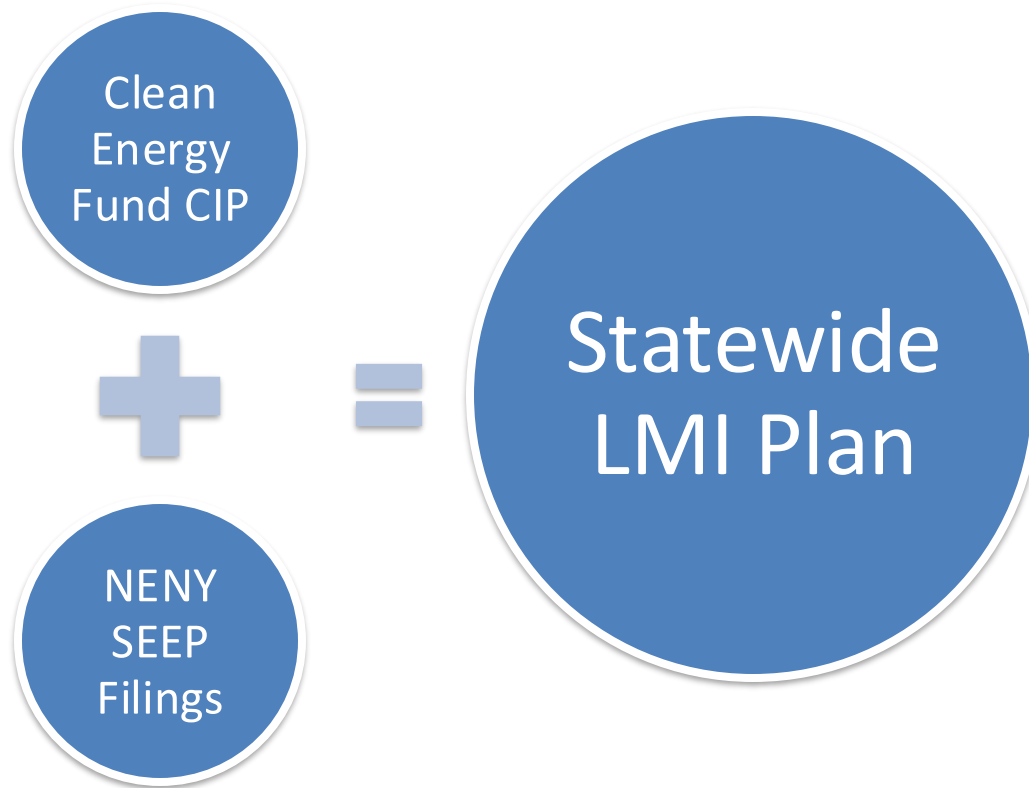 Clean
Energy
Fund CIP
+
=
Statewide
LMI Plan
NENY
SEEP
Filings